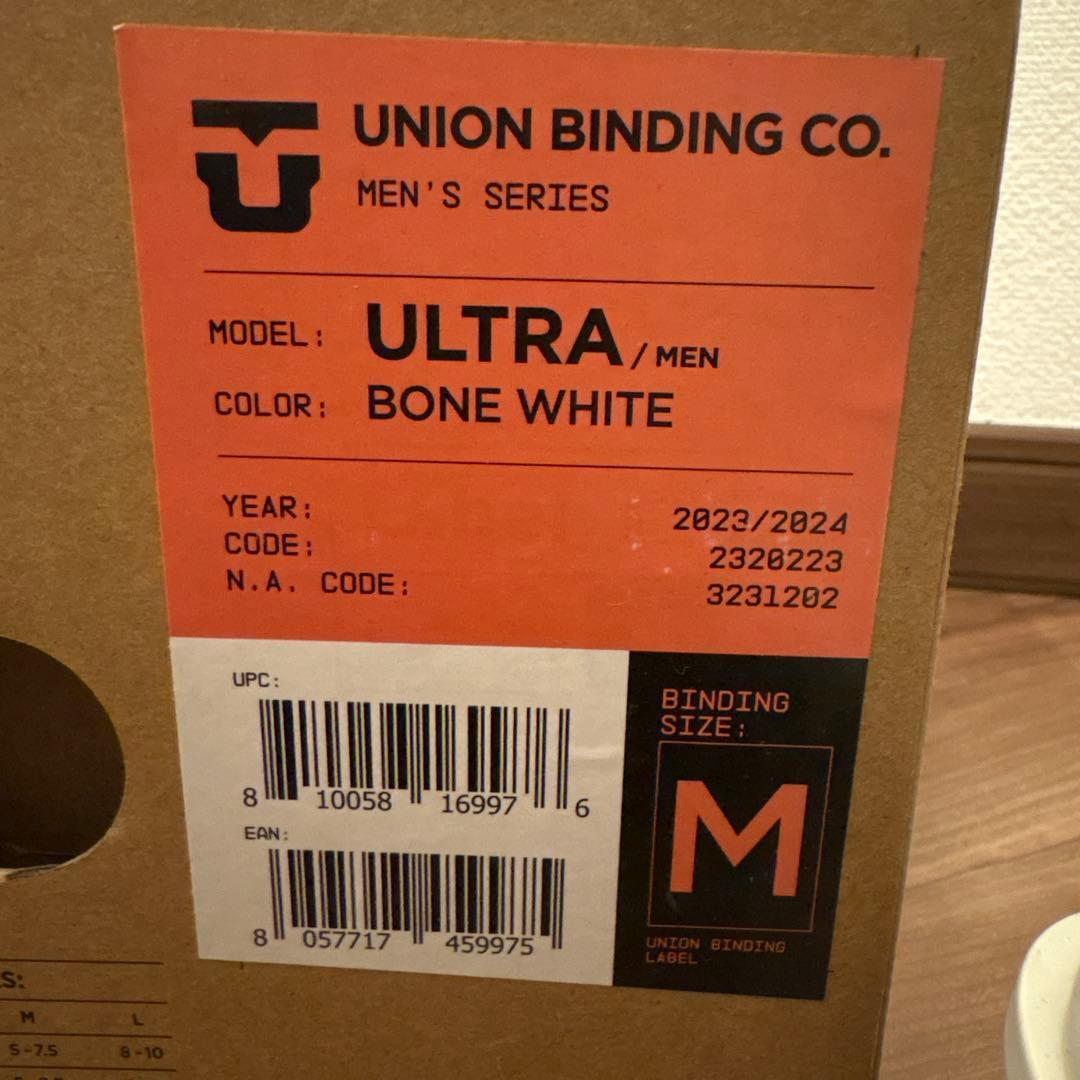 UNION BINDING CO.
MEN'S SERIES
MODEL: ULTRA / MEN
COLOR: BONE WHITE
YEAR: 2023/2024
CODE: 2320223
N.A. CODE: 3231202
UPC:
8 10058 16997 6
EAN:
8 057717 459975
BINDING
SIZE:
M
UNION BINDING
LABEL
S:
M L
5-7.5 8-10